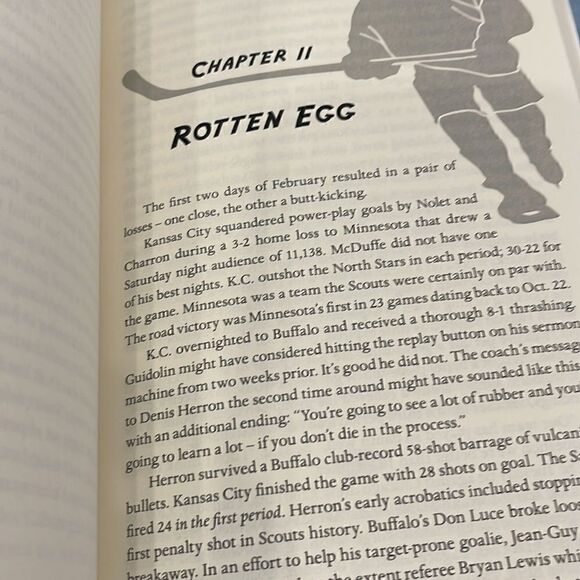 CHAPTER 11
ROTTEN EGG
The first two days of February resulted in a pair of
losses – one close, the other a butt-kicking.
Kansas City squandered power-play goals by Nolet and
Charron during a 3-2 home loss to Minnesota that drew a
Saturday night audience of 11,138. McDuffe did not have one
of his best nights. K.C. outshot the North Stars in each period; 30-22 for
the game. Minnesota was a team the Scouts were certainly on par with.
The road victory was Minnesota's first in 23 games dating back to Oct. 22.
K.C. overnighted to Buffalo and received a thorough 8-1 thrashing.
Guidolin might have considered hitting the replay button on his sermon
machine from two weeks prior. It's good he did not. The coach's message
to Denis Herron the second time around might have sounded like this
with an additional ending: "You're going to see a lot of rubber and you
going to learn a lot – if you don't die in the process."
Herron survived a Buffalo club-record 58-shot barrage of vulcan
bullets. Kansas City finished the game with 28 shots on goal. The S
fired 24 in the first period. Herron's early acrobatics included stoppin
first penalty shot in Scouts history. Buffalo's Don Luce broke loos
breakaway. In an effort to help his target-prone goalie, Jean-Guy
extent referee Bryan Lewis whi